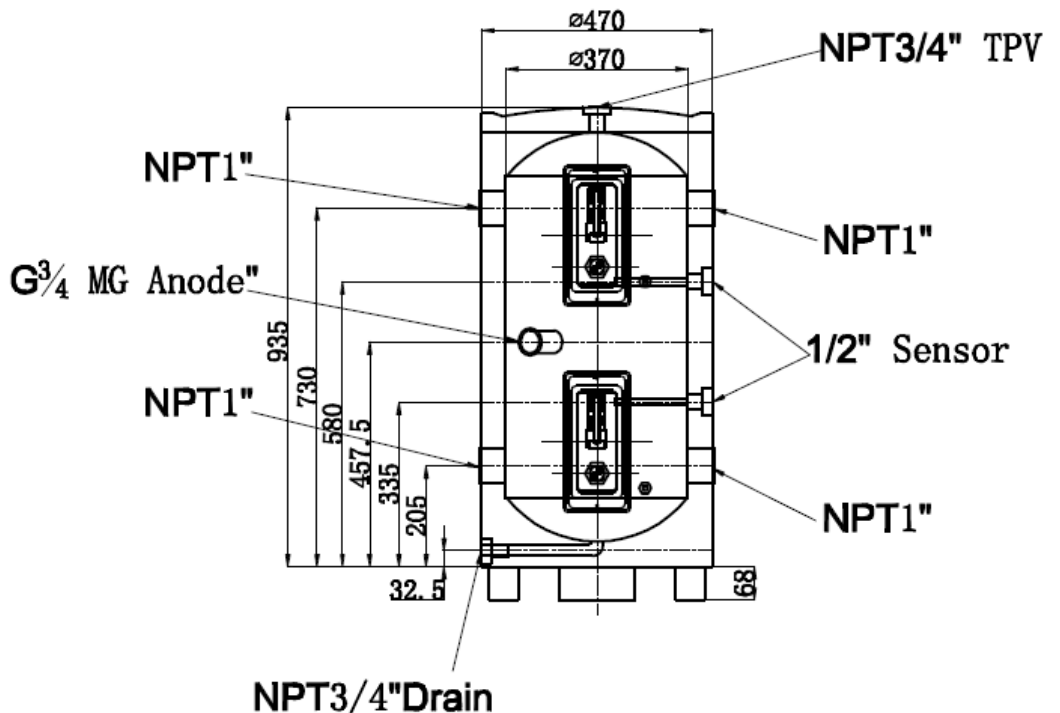 ⌀470
NPT3/4" TPV
⌀370
NPT1"
NPT1"
G¾ MG Anode"
935
730
580
457.5
335
205
1/2" Sensor
NPT1"
NPT1"
32.5
68
NPT3/4"Drain